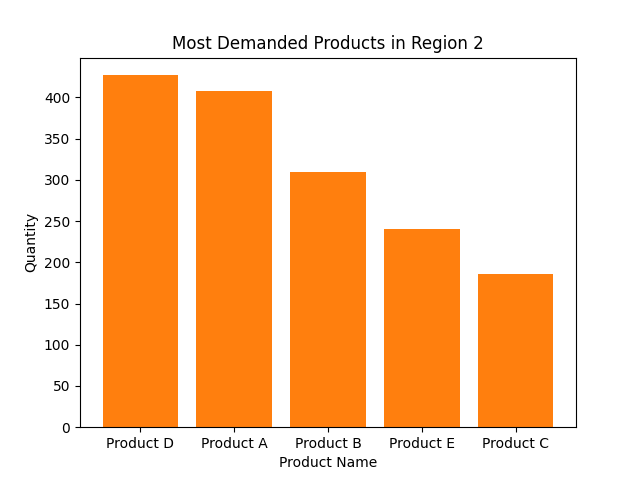 Most Demanded Products in Region 2
Quantity
400
350
300
250
200
150
100
50
0
Product D Product A Product B Product E Product C
Product Name